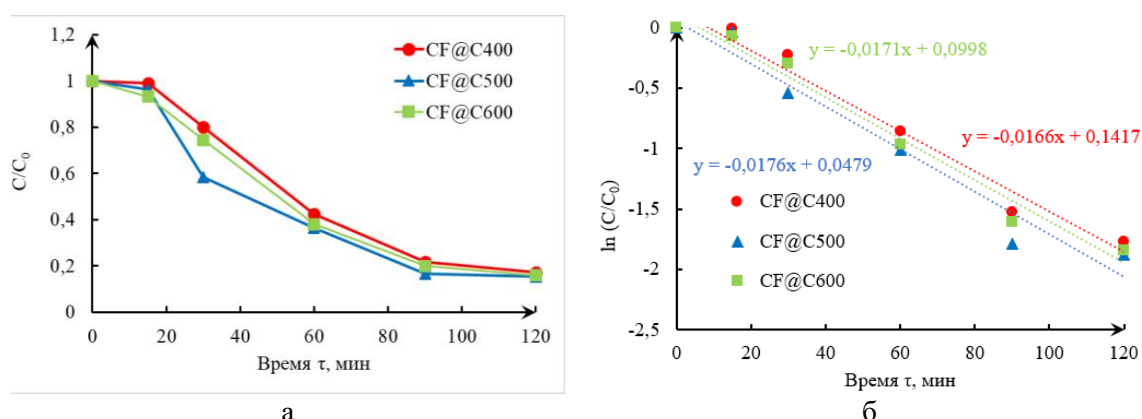 1,2
1
0,8
0,6
0,4
0,2
0
C/C₀
0 20 40 60 80 100 120
Время τ, мин
CF@C400
CF@C500
CF@C600
а
0
-0,5
-1
-1,5
-2
-2,5
ln (C/C₀)
y = -0,0171x + 0,0998
y = -0,0166x + 0,1417
y = -0,0176x + 0,0479
CF@C400
CF@C500
CF@C600
0 20 40 60 80 100 120
Время τ, мин
б